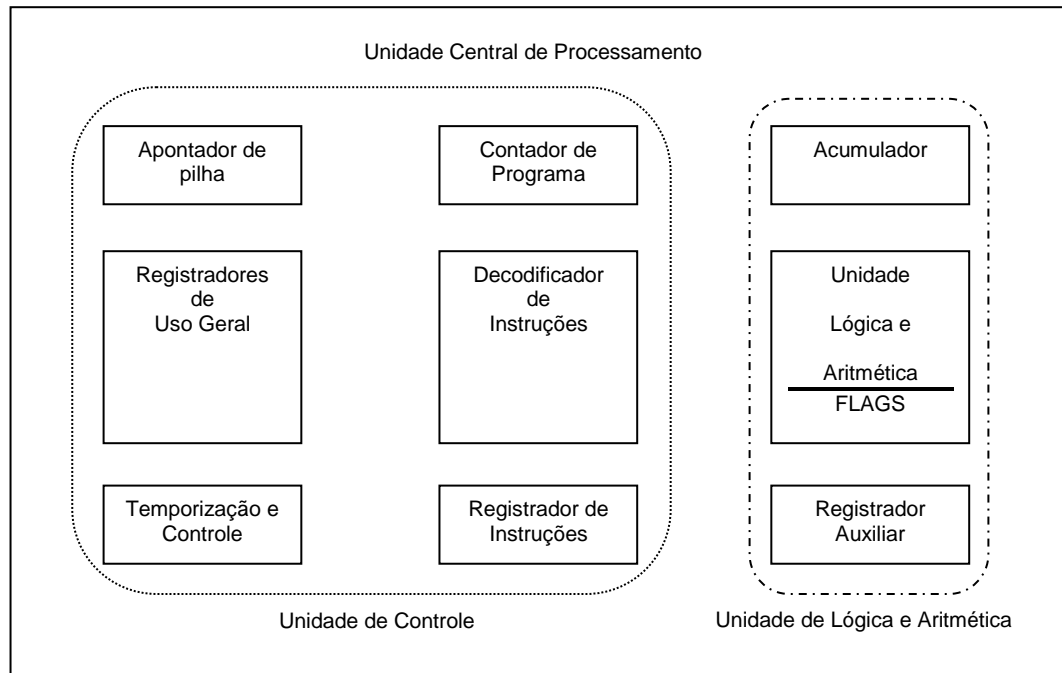 Unidade Central de Processamento
Apontador de
pilha
Contador de
Programa
Acumulador
Registradores
de
Uso Geral
Decodificador
de
Instruções
Unidade
Lógica e
Aritmética
FLAGS
Temporização e
Controle
Registrador de
Instruções
Registrador
Auxiliar
Unidade de Controle
Unidade de Lógica e Aritmética